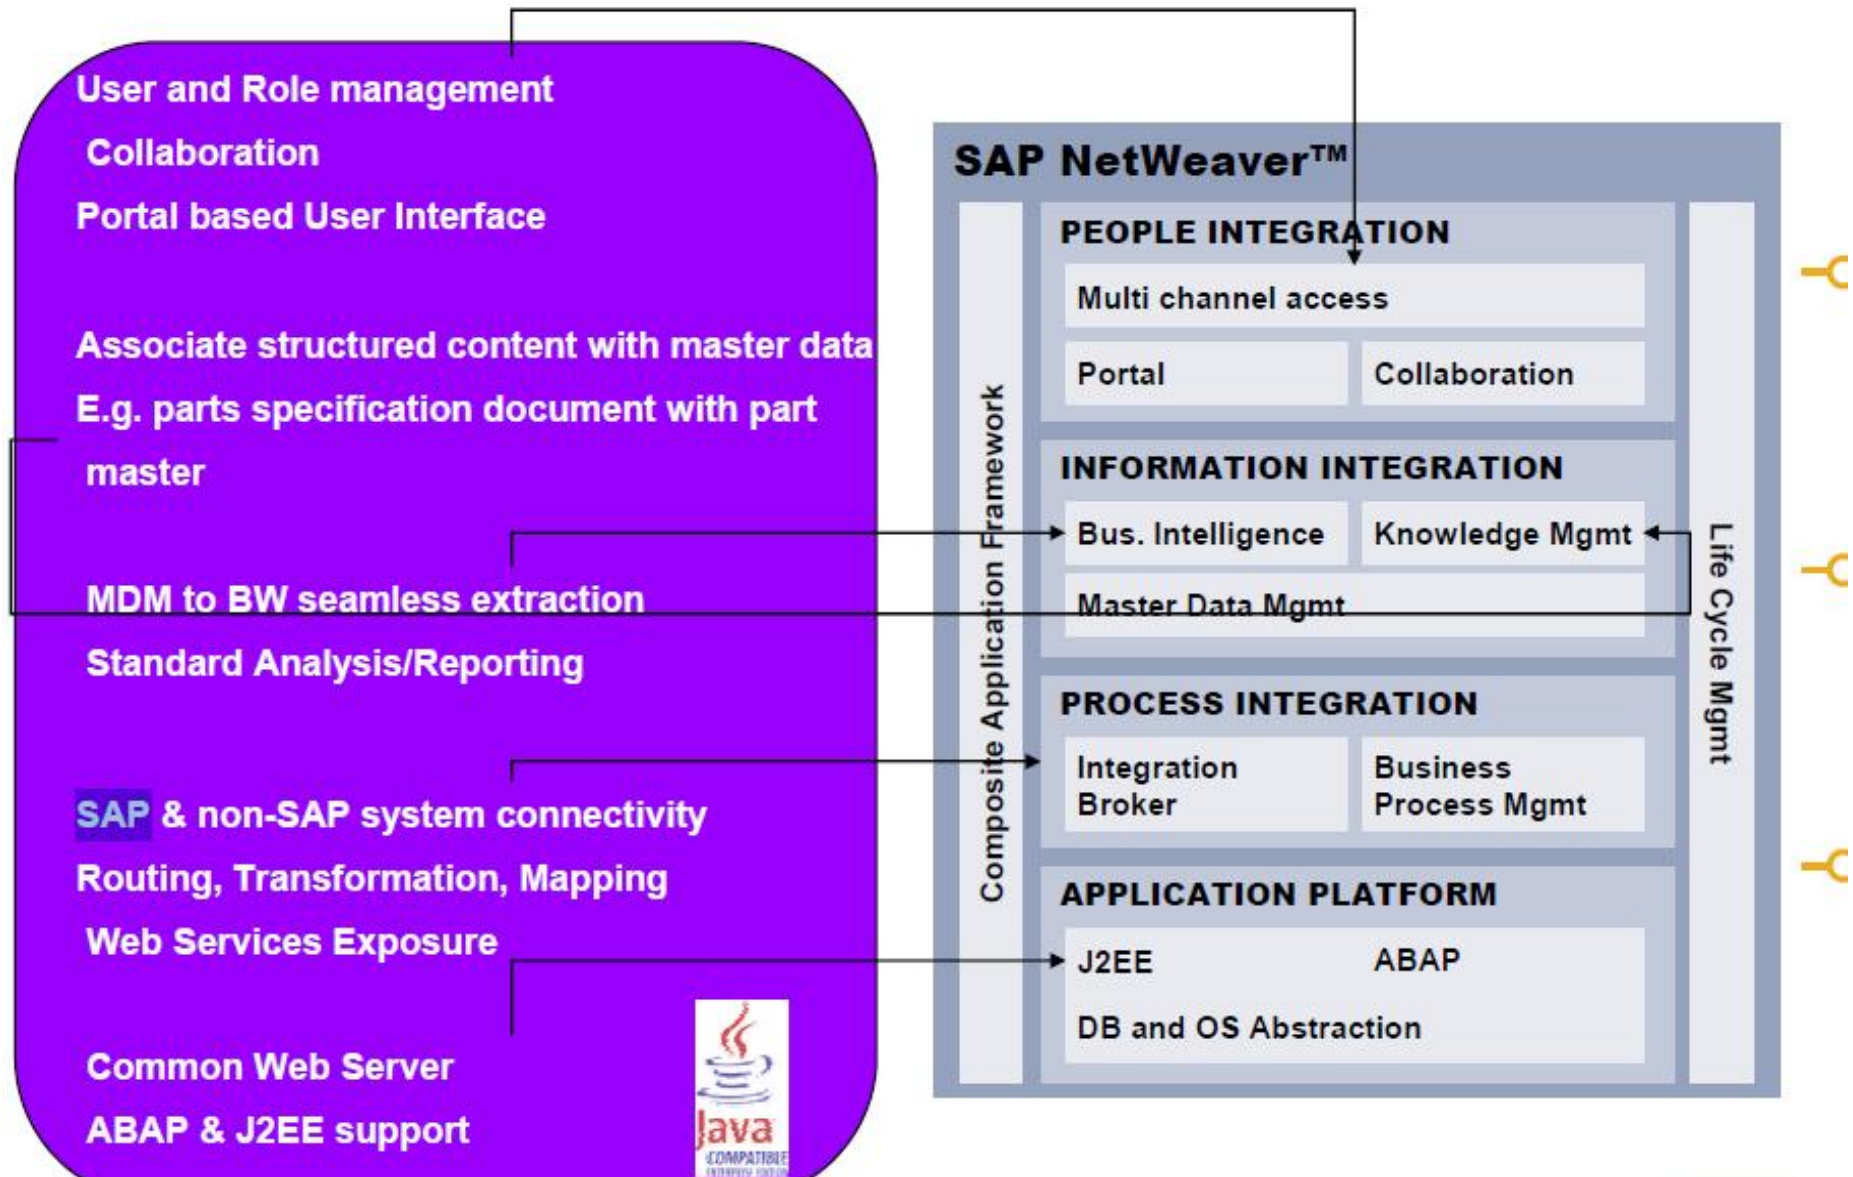 User and Role management
Collaboration
Portal based User Interface
Associate structured content with master data
E.g. parts specification document with part
master
MDM to BW seamless extraction
Standard Analysis/Reporting
SAP & non-SAP system connectivity
Routing, Transformation, Mapping
Web Services Exposure
Common Web Server
ABAP & J2EE support
Java
COMPATIBLE
ENTERPRISE EDITION
SAP NetWeaver™
Composite Application Framework
PEOPLE INTEGRATION
Multi channel access
Portal
Collaboration
INFORMATION INTEGRATION
Bus. Intelligence
Knowledge Mgmt
Master Data Mgmt
PROCESS INTEGRATION
Integration
Broker
Business
Process Mgmt
APPLICATION PLATFORM
J2EE
ABAP
DB and OS Abstraction
Life Cycle Mgmt